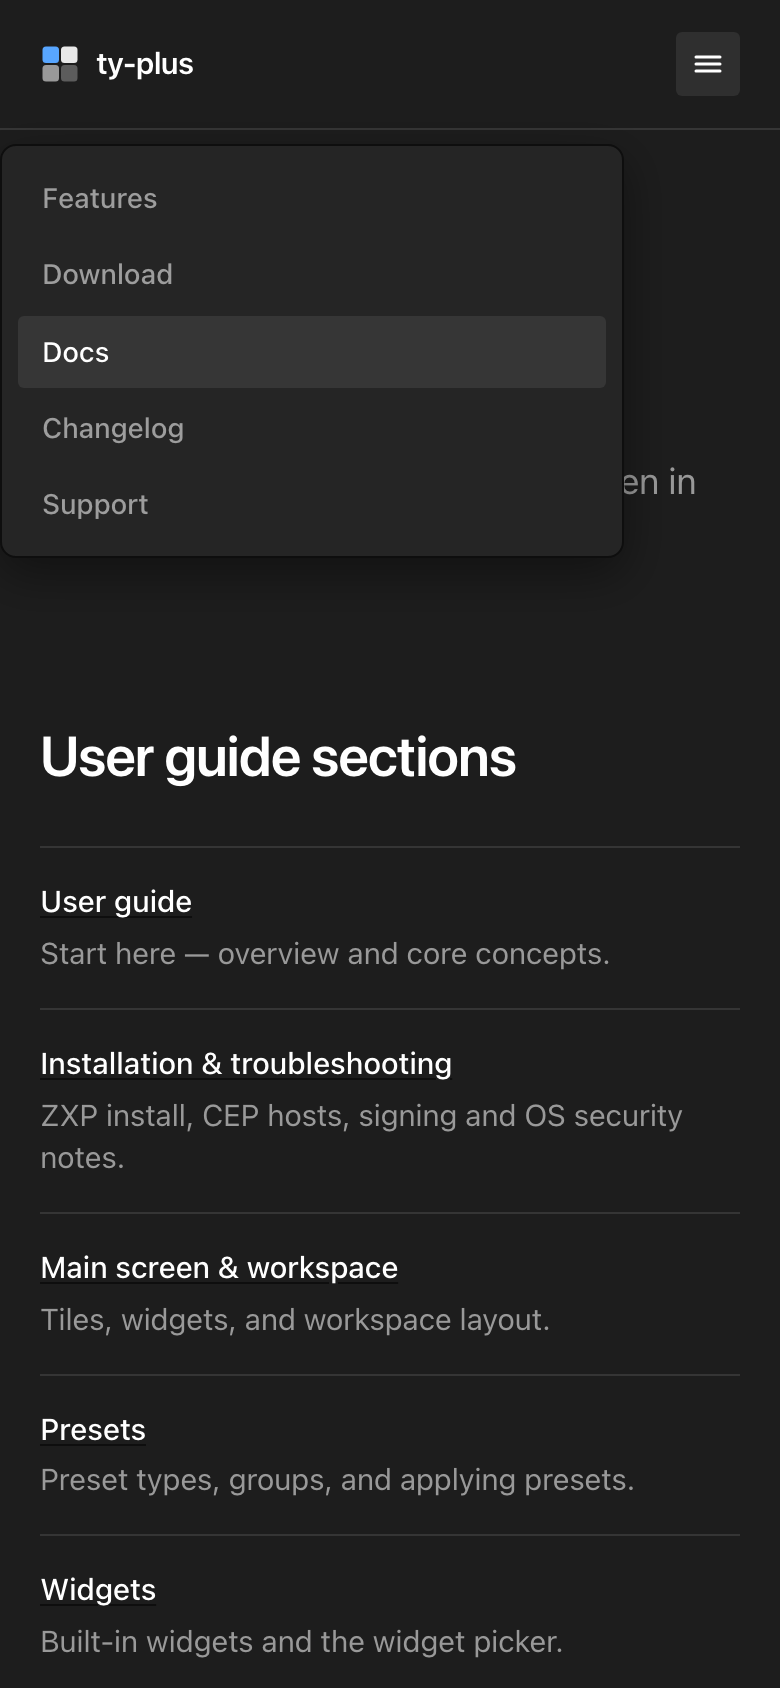 ty-plus
Features
Download
Docs
Changelog
Support
en in
User guide sections
User guide
Start here — overview and core concepts.
Installation & troubleshooting
ZXP install, CEP hosts, signing and OS security
notes.
Main screen & workspace
Tiles, widgets, and workspace layout.
Presets
Preset types, groups, and applying presets.
Widgets
Built-in widgets and the widget picker.